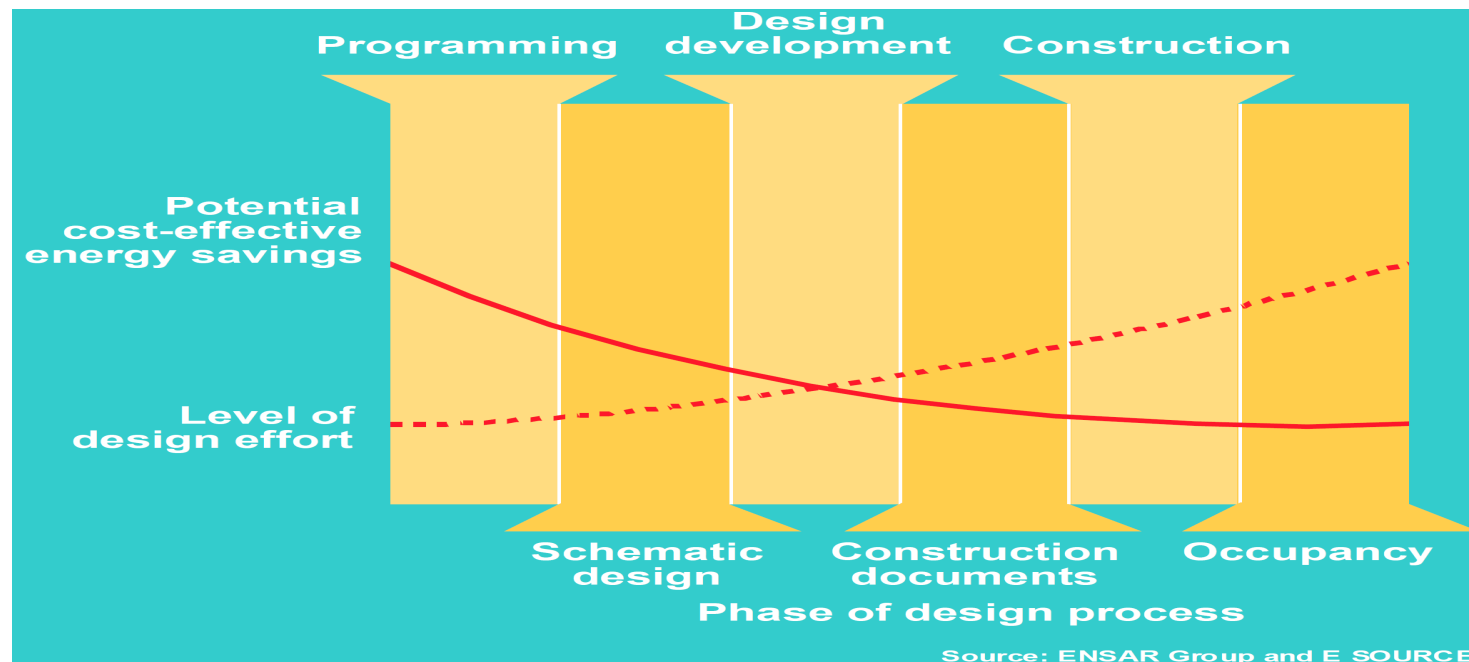 Programming
Design
development
Construction
Potential
cost-effective
energy savings
Level of
design effort
Schematic
design
Construction
documents
Occupancy
Phase of design process
Source: ENSAR Group and E SOURCE